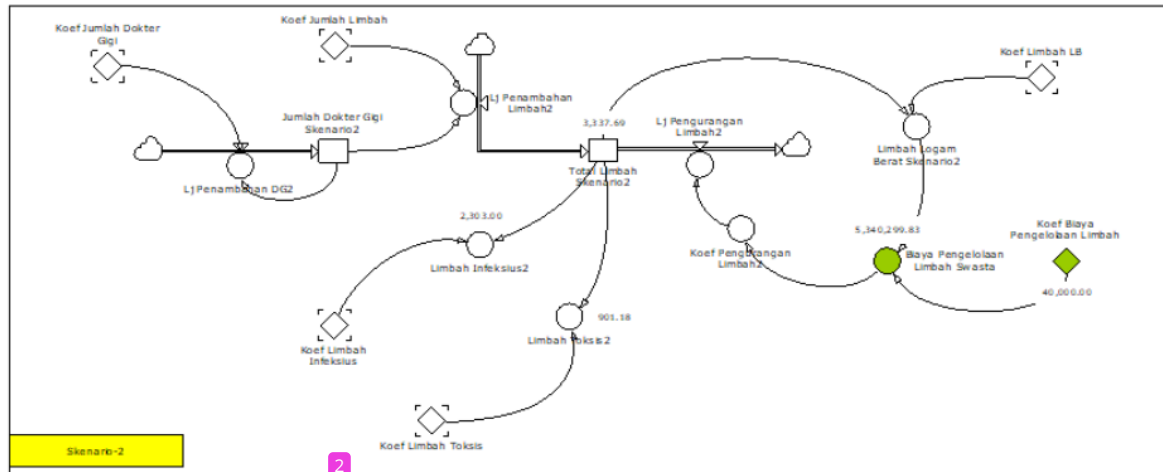 Koef Jumlah Dokter
Gigi
Koef Jumlah Limbah
Koef Limbah LB
Lj Penambahan
Limbah2
Jumlah Dokter Gigi
Skenario2
3,337.69
Lj Pengurangan
Limbah2
Limbah Logam
Berat Skenario2
Lj Penambahan DG2
Total Limbah
Skenario2
2,303.00
Limbah Infeksius2
Koef Pengurangan
Limbah2
5,340,299.83
Biaya Pengelolaan
Limbah Swasta
Koef Biaya
Pengelolaan Limbah
40,000.00
Koef Limbah
Infeksius
901.18
Limbah Toksis2
Koef Limbah Toksis
Skenario-2
2